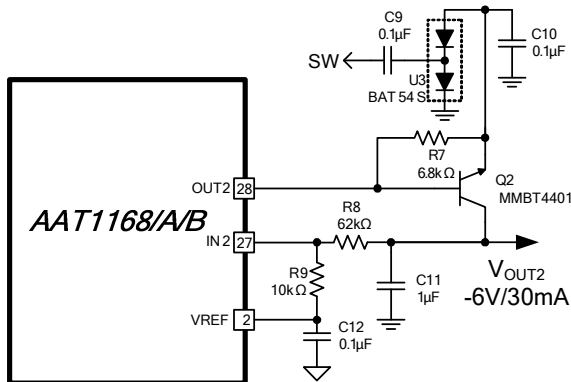 C9
0.1µF
C10
0.1µF
SW
U3
BAT 54 S
R7
6.8kΩ
Q2
MMBT4401
OUT2 28
AAT1168/A/B
R8
62kΩ
IN 2 27
R9
10kΩ
C11
1µF
VOUT2
-6V/30mA
VREF 2
C12
0.1µF